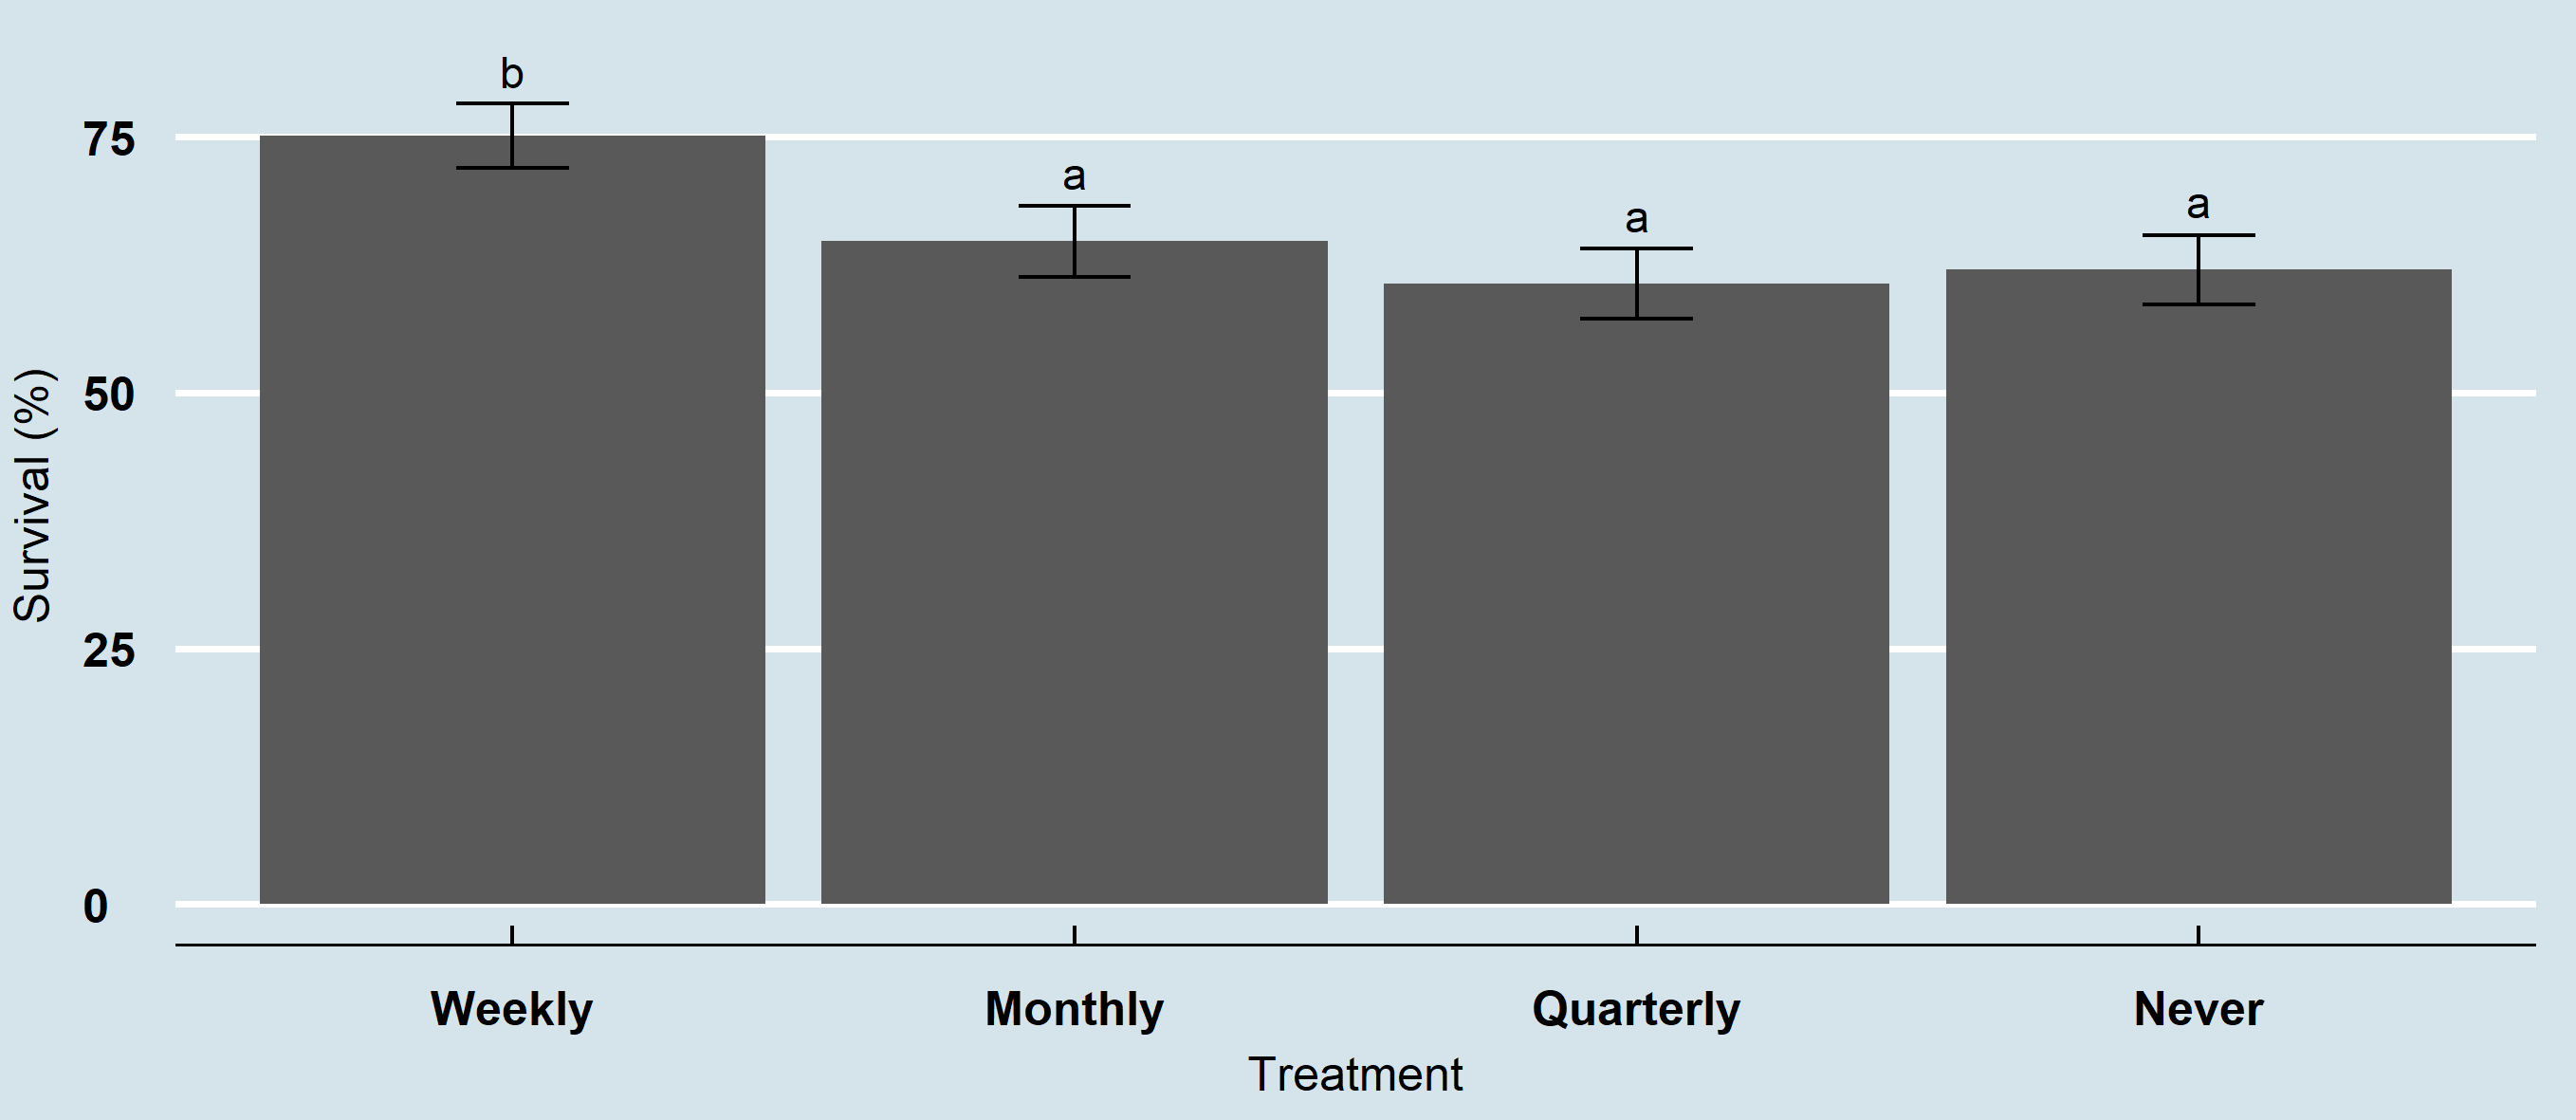 b
a
a
a
75
50
25
0
Survival (%)
Weekly
Monthly
Quarterly
Never
Treatment